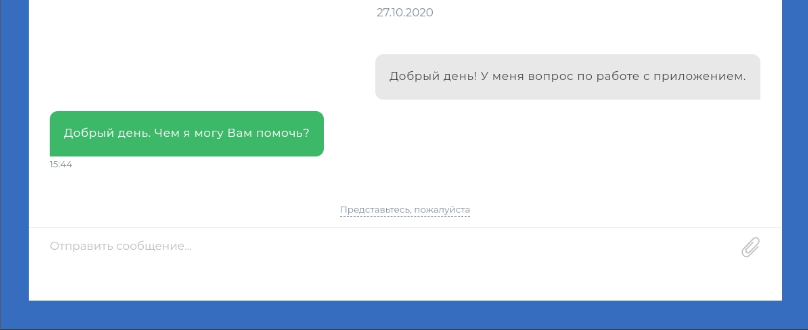 27.10.2020
Добрый день! У меня вопрос по работе с приложением.
Добрый день. Чем я могу Вам помочь?
15:44
Представьтесь, пожалуйста
Отправить сообщение...